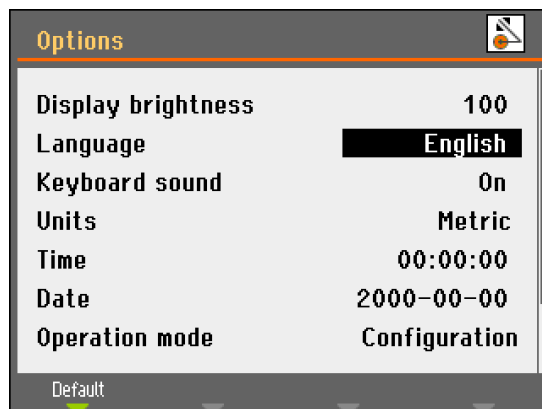 Options
Display brightness 100
Language English
Keyboard sound On
Units Metric
Time 00:00:00
Date 2000-00-00
Operation mode Configuration
Default